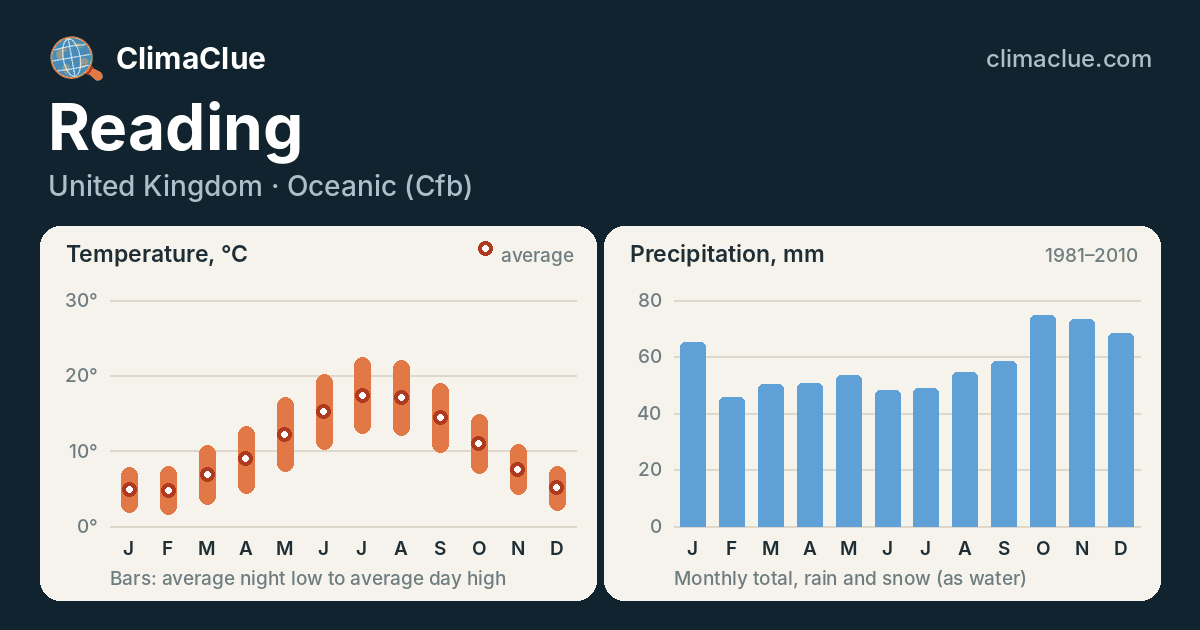 ClimaClue
climaclue.com
Reading
United Kingdom · Oceanic (Cfb)
Temperature, °C
average
30°
20°
10°
0°
J F M A M J J A S O N D
Bars: average night low to average day high
Precipitation, mm
1981–2010
80
60
40
20
0
J F M A M J J A S O N D
Monthly total, rain and snow (as water)